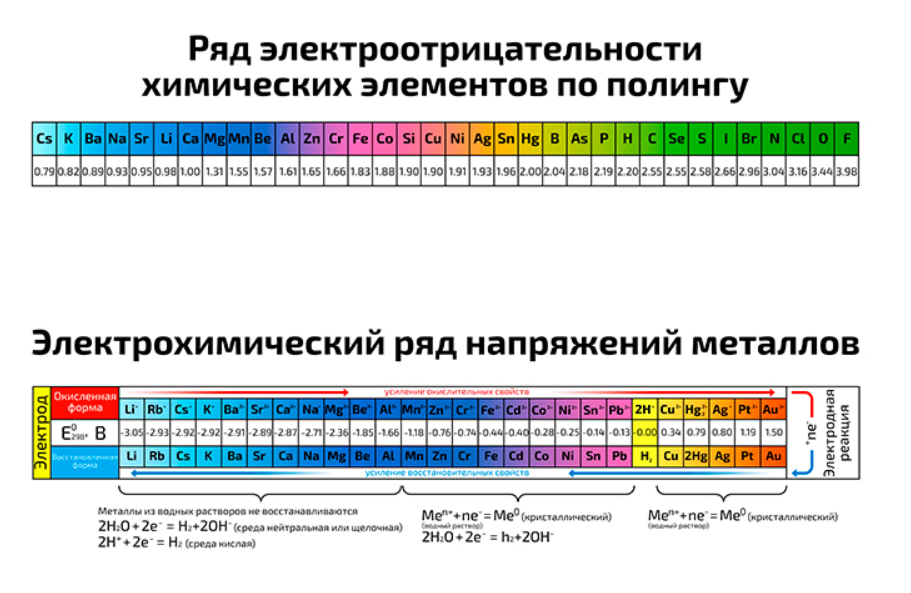 Ряд электроотрицательности
химических элементов по полингу
Cs K Ba Na Sr Li Ca Mg Mn Be Al Zn Cr Fe Co Si Cu Ni Ag Sn Hg B As P H C Se S I Br N Cl O F
0.79 0.82 0.89 0.93 0.95 0.98 1.00 1.31 1.55 1.57 1.61 1.65 1.66 1.83 1.88 1.90 1.90 1.91 1.93 1.96 2.00 2.04 2.18 2.19 2.20 2.55 2.55 2.58 2.66 2.96 3.04 3.16 3.44 3.98
Электрохимический ряд напряжений металлов
Электрод
Окисленная
форма
усиление окислительных свойств
Li⁺ Rb⁺ Cs⁺ K⁺ Ba²⁺ Sr²⁺ Ca²⁺ Na⁺ Mg²⁺ Be²⁺ Al³⁺ Mn²⁺ Zn²⁺ Cr³⁺ Fe²⁺ Cd²⁺ Co²⁺ Ni²⁺ Sn²⁺ Pb²⁺ 2H⁺ Cu²⁺ Hg₂²⁺ Ag⁺ Pt²⁺ Au³⁺
E⁰₂₉₈, В
-3.05 -2.93 -2.92 -2.92 -2.91 -2.89 -2.87 -2.71 -2.36 -1.85 -1.66 -1.18 -0.76 -0.74 -0.44 -0.40 -0.28 -0.25 -0.14 -0.13 -0.00 0.34 0.79 0.80 1.19 1.50
Восстановленная
форма
Li Rb Cs K Ba Sr Ca Na Mg Be Al Mn Zn Cr Fe Cd Co Ni Sn Pb H₂ Cu 2Hg Ag Pt Au
усиление восстановительных свойств
+ne⁻
Электродная
реакция
Металлы из водных растворов не восстанавливаются
2H₂O+2e⁻ = H₂+2OH⁻ (среда нейтральная или щелочная)
2H⁺+2e⁻ = H₂ (среда кислая)
Meⁿ⁺+ne⁻=Me⁰ (кристаллический)
(водный раствор)
2H₂O+2e⁻ = h₂+2OH⁻
Meⁿ⁺+ne⁻=Me⁰ (кристаллический)
(водный раствор)